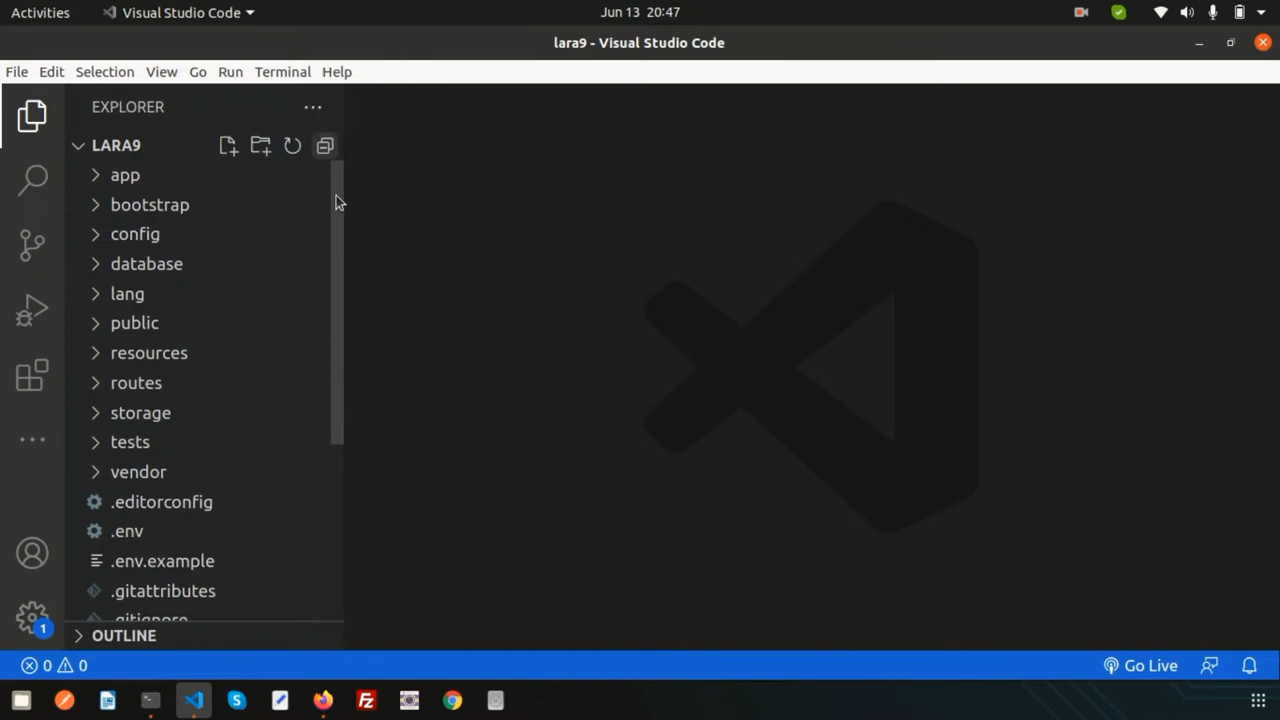 Activities
Visual Studio Code
Jun 13 20:47
lara9 - Visual Studio Code
File Edit Selection View Go Run Terminal Help
EXPLORER
LARA9
app
bootstrap
config
database
lang
public
resources
routes
storage
tests
vendor
.editorconfig
.env
.env.example
.gitattributes
.gitignore
OUTLINE
1
0 0
Go Live